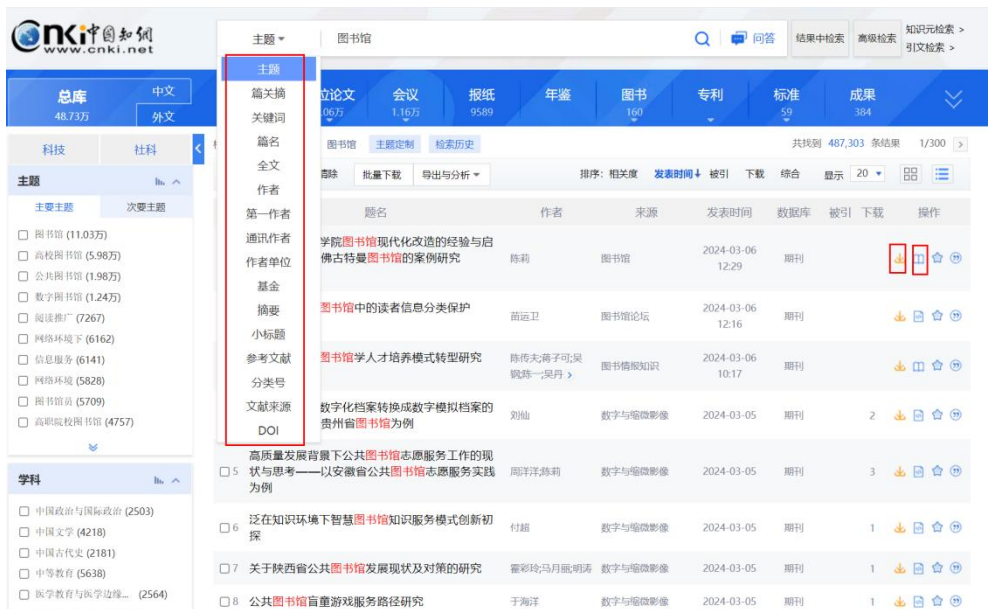 cnki中国知网
www.cnki.net
主题
图书馆
问答
结果中检索
高级检索
知识元检索 >
引文检索 >
主题
篇关摘
关键词
篇名
全文
作者
第一作者
通讯作者
作者单位
基金
摘要
小标题
参考文献
分类号
文献来源
DOI
总库
48.73万
中文
外文
位论文
.06万
会议
1.16万
报纸
9589
年鉴
图书
160
专利
标准
59
成果
384
科技
社科
图书馆
主题定制
检索历史
共找到 487,303 条结果
1/300 >
清除
批量下载
导出与分析
排序: 相关度 发表时间↓ 被引 下载 综合
显示 20
主题
主要主题
次要主题
图书馆 (11.03万)
高校图书馆 (5.98万)
公共图书馆 (1.98万)
数字图书馆 (1.24万)
阅读推广 (7267)
网络环境下 (6162)
信息服务 (6141)
网络环境 (5828)
图书馆员 (5709)
高职院校图书馆 (4757)
学科
中国政治与国际政治 (2503)
中国文学 (4218)
中国古代史 (2181)
中等教育 (5638)
医学教育与医学边缘... (2564)
题名 作者 来源 发表时间 数据库 被引 下载 操作
学院图书馆现代化改造的经验与启
佛古特曼图书馆的案例研究
陈莉 图书馆 2024-03-06
12:29
期刊
图书馆中的读者信息分类保护
苗运卫 图书馆论坛 2024-03-06
12:16
期刊
图书馆学人才培养模式转型研究
陈传夫;蒋子可;吴
钢;陈一;吴丹 >
图书情报知识 2024-03-06
10:17
期刊
数字化档案转换成数字模拟档案的
贵州省图书馆为例
刘仙 数字与缩微影像 2024-03-05 期刊 2
5 高质量发展背景下公共图书馆志愿服务工作的现
状与思考——以安徽省公共图书馆志愿服务实践
为例
周洋洋;陈莉 数字与缩微影像 2024-03-05 期刊 3
6 泛在知识环境下智慧图书馆知识服务模式创新初
探
付超 数字与缩微影像 2024-03-05 期刊 1
7 关于陕西省公共图书馆发展现状及对策的研究 霍彩玲;马月丽;明涛 数字与缩微影像 2024-03-05 期刊 1
8 公共图书馆盲童游戏服务路径研究 于海洋 数字与缩微影像 2024-03-05 期刊 1